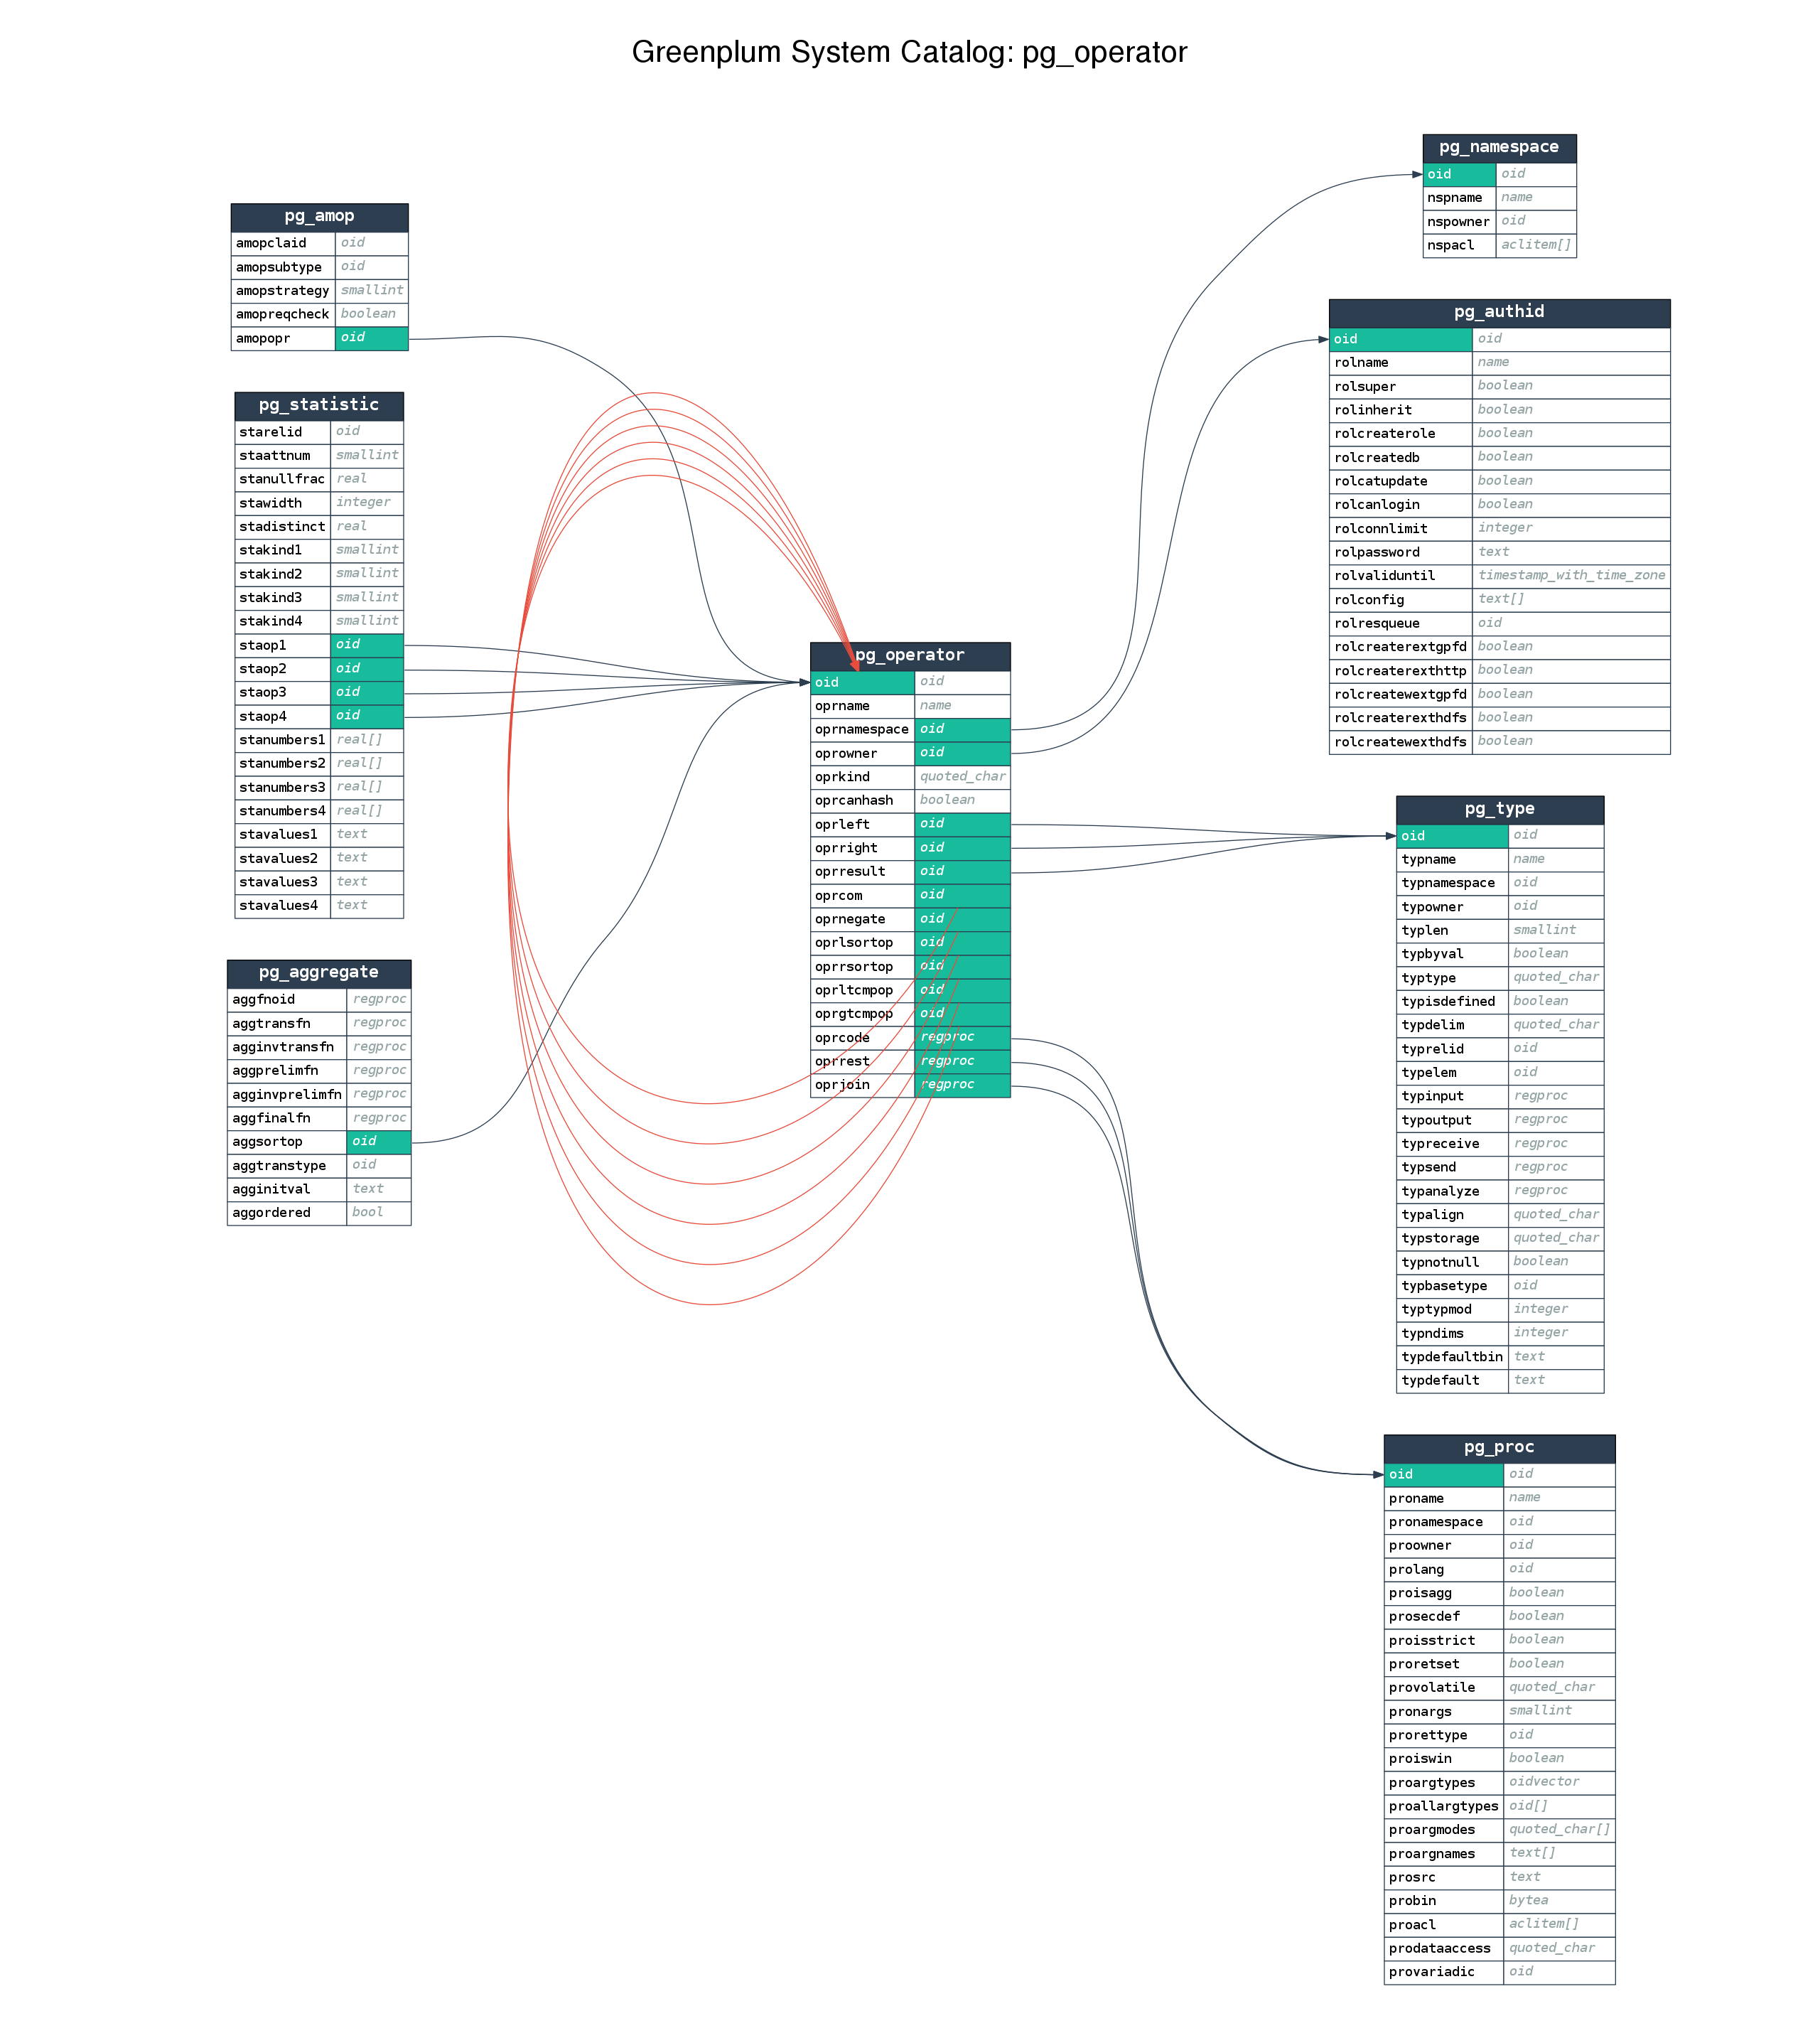 Greenplum System Catalog: pg_operator
pg_amop
amopclaid oid
amopsubtype oid
amopstrategy smallint
amopreqcheck boolean
amopopr oid
pg_statistic
starelid oid
staattnum smallint
stanullfrac real
stawidth integer
stadistinct real
stakind1 smallint
stakind2 smallint
stakind3 smallint
stakind4 smallint
staop1 oid
staop2 oid
staop3 oid
staop4 oid
stanumbers1 real[]
stanumbers2 real[]
stanumbers3 real[]
stanumbers4 real[]
stavalues1 text
stavalues2 text
stavalues3 text
stavalues4 text
pg_aggregate
aggfnoid regproc
aggtransfn regproc
agginvtransfn regproc
aggprelimfn regproc
agginvprelimfn regproc
aggfinalfn regproc
aggsortop oid
aggtranstype oid
agginitval text
aggordered bool
pg_operator
oid oid
oprname name
oprnamespace oid
oprowner oid
oprkind quoted_char
oprcanhash boolean
oprleft oid
oprright oid
oprresult oid
oprcom oid
oprnegate oid
oprlsortop oid
oprrsortop oid
oprltcmpop oid
oprgtcmpop oid
oprcode regproc
oprrest regproc
oprjoin regproc
pg_namespace
oid oid
nspname name
nspowner oid
nspacl aclitem[]
pg_authid
oid oid
rolname name
rolsuper boolean
rolinherit boolean
rolcreaterole boolean
rolcreatedb boolean
rolcatupdate boolean
rolcanlogin boolean
rolconnlimit integer
rolpassword text
rolvaliduntil timestamp_with_time_zone
rolconfig text[]
rolresqueue oid
rolcreaterextgpfd boolean
rolcreaterexthttp boolean
rolcreatewextgpfd boolean
rolcreaterexthdfs boolean
rolcreatewexthdfs boolean
pg_type
oid oid
typname name
typnamespace oid
typowner oid
typlen smallint
typbyval boolean
typtype quoted_char
typisdefined boolean
typdelim quoted_char
typrelid oid
typelem oid
typinput regproc
typoutput regproc
typreceive regproc
typsend regproc
typanalyze regproc
typalign quoted_char
typstorage quoted_char
typnotnull boolean
typbasetype oid
typtypmod integer
typndims integer
typdefaultbin text
typdefault text
pg_proc
oid oid
proname name
pronamespace oid
proowner oid
prolang oid
proisagg boolean
prosecdef boolean
proisstrict boolean
proretset boolean
provolatile quoted_char
pronargs smallint
prorettype oid
proiswin boolean
proargtypes oidvector
proallargtypes oid[]
proargmodes quoted_char[]
proargnames text[]
prosrc text
probin bytea
proacl aclitem[]
prodataaccess quoted_char
provariadic oid